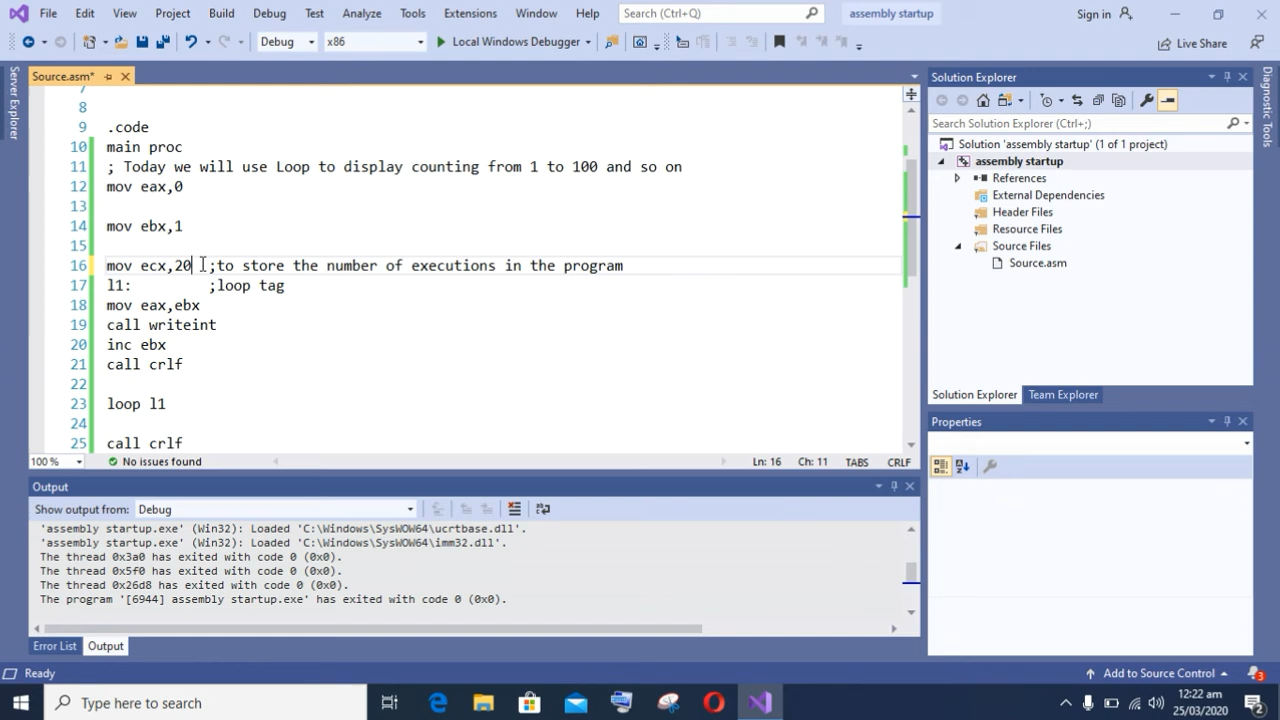 File Edit View Project Build Debug Test Analyze Tools Extensions Window Help Search (Ctrl+Q) assembly startup Sign in
Debug x86 Local Windows Debugger Live Share
Server Explorer
Source.asm*
7
8
9 .code
10 main proc
11 ; Today we will use Loop to display counting from 1 to 100 and so on
12 mov eax,0
13
14 mov ebx,1
15
16 mov ecx,20 ;to store the number of executions in the program
17 l1: ;loop tag
18 mov eax,ebx
19 call writeint
20 inc ebx
21 call crlf
22
23 loop l1
24
25 call crlf
100 % No issues found Ln: 16 Ch: 11 TABS CRLF
Output
Show output from: Debug
'assembly startup.exe' (Win32): Loaded 'C:\Windows\SysWOW64\ucrtbase.dll'.
'assembly startup.exe' (Win32): Loaded 'C:\Windows\SysWOW64\imm32.dll'.
The thread 0x3a0 has exited with code 0 (0x0).
The thread 0x5f0 has exited with code 0 (0x0).
The thread 0x26d8 has exited with code 0 (0x0).
The program '[6944] assembly startup.exe' has exited with code 0 (0x0).
Error List Output
Solution Explorer
Search Solution Explorer (Ctrl+;)
Solution 'assembly startup' (1 of 1 project)
assembly startup
References
External Dependencies
Header Files
Resource Files
Source Files
Source.asm
Solution Explorer Team Explorer
Properties
Diagnostic Tools
Ready Add to Source Control 3
Type here to search
12:22 am
25/03/2020
2